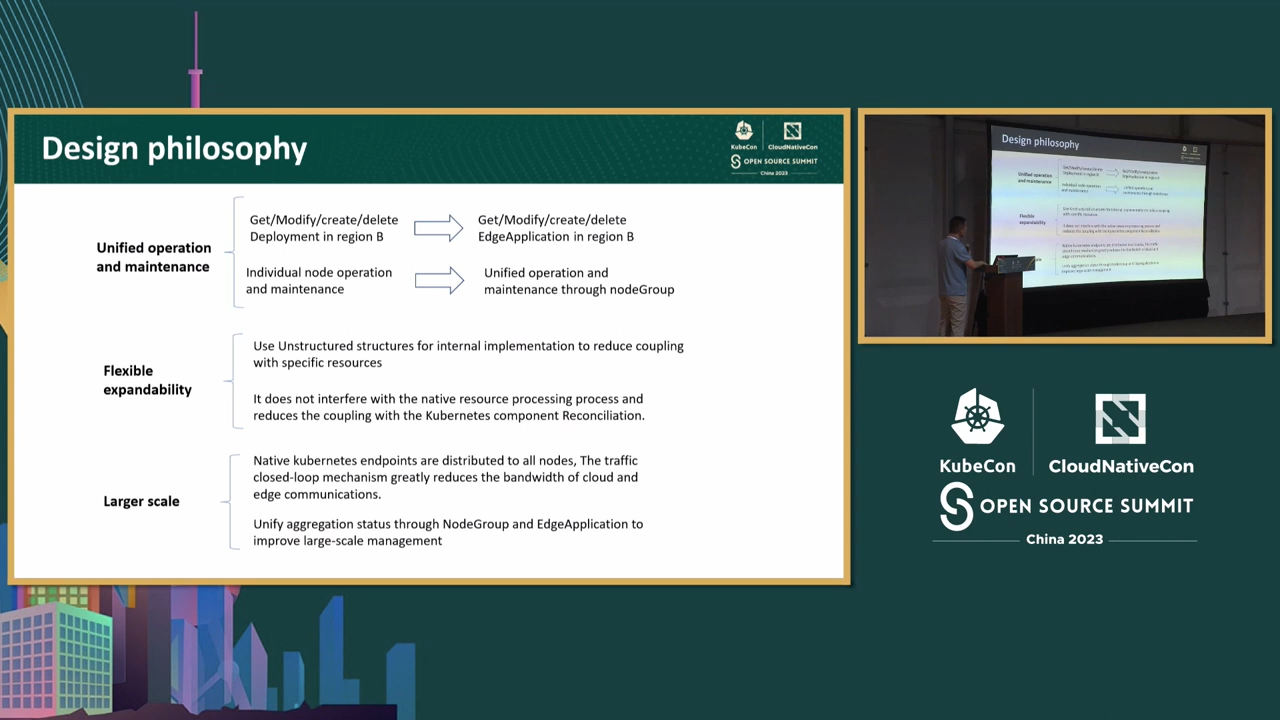 Design philosophy
KubeCon
CloudNativeCon
OPEN SOURCE SUMMIT
China 2023
Unified operation
and maintenance
Get/Modify/create/delete
Deployment in region B
Get/Modify/create/delete
EdgeApplication in region B
Individual node operation
and maintenance
Unified operation and
maintenance through nodeGroup
Flexible
expandability
Use Unstructured structures for internal implementation to reduce coupling
with specific resources
It does not interfere with the native resource processing process and
reduces the coupling with the Kubernetes component Reconciliation.
Larger scale
Native kubernetes endpoints are distributed to all nodes, The traffic
closed-loop mechanism greatly reduces the bandwidth of cloud and
edge communications.
Unify aggregation status through NodeGroup and EdgeApplication to
improve large-scale management
Design philosophy
Unified operation
and maintenance
Flexible
expandability
KubeCon
CloudNativeCon
OPEN SOURCE SUMMIT
China 2023